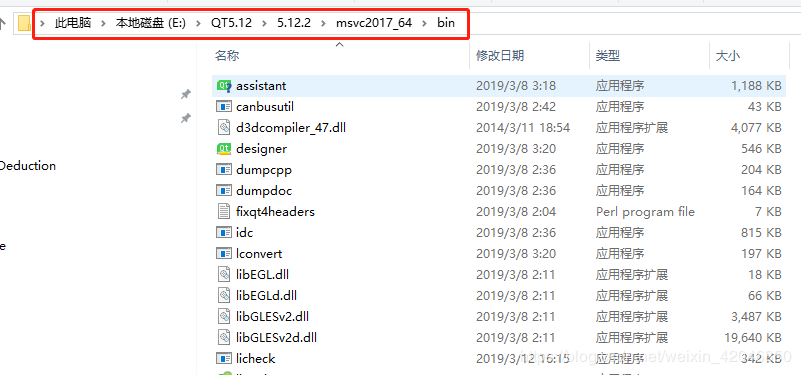 此电脑 > 本地磁盘 (E:) > QT5.12 > 5.12.2 > msvc2017_64 > bin
名称 修改日期 类型 大小
assistant 2019/3/8 3:18 应用程序 1,188 KB
canbusutil 2019/3/8 2:42 应用程序 43 KB
d3dcompiler_47.dll 2014/3/11 18:54 应用程序扩展 4,077 KB
designer 2019/3/8 3:20 应用程序 546 KB
dumpcpp 2019/3/8 2:36 应用程序 204 KB
dumpdoc 2019/3/8 2:36 应用程序 164 KB
Deduction
fixqt4headers 2019/3/8 2:04 Perl program file 7 KB
idc 2019/3/8 2:36 应用程序 815 KB
e
lconvert 2019/3/8 3:20 应用程序 197 KB
libEGL.dll 2019/3/8 2:11 应用程序扩展 18 KB
libEGLd.dll 2019/3/8 2:11 应用程序扩展 66 KB
libGLESv2.dll 2019/3/8 2:11 应用程序扩展 3,487 KB
libGLESv2d.dll 2019/3/8 2:11 应用程序扩展 19,640 KB
licheck 2019/3/12 16:15 应用程序 342 KB